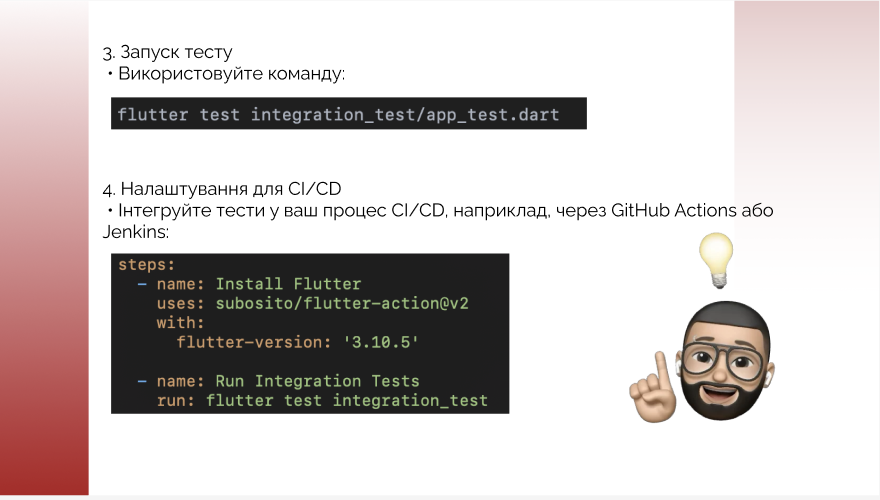 3. Запуск тесту
• Використовуйте команду:
flutter test integration_test/app_test.dart
4. Налаштування для CI/CD
• Інтегруйте тести у ваш процес CI/CD, наприклад, через GitHub Actions або
Jenkins:
steps:
  - name: Install Flutter
    uses: subosito/flutter-action@v2
    with:
      flutter-version: '3.10.5'
  - name: Run Integration Tests
    run: flutter test integration_test